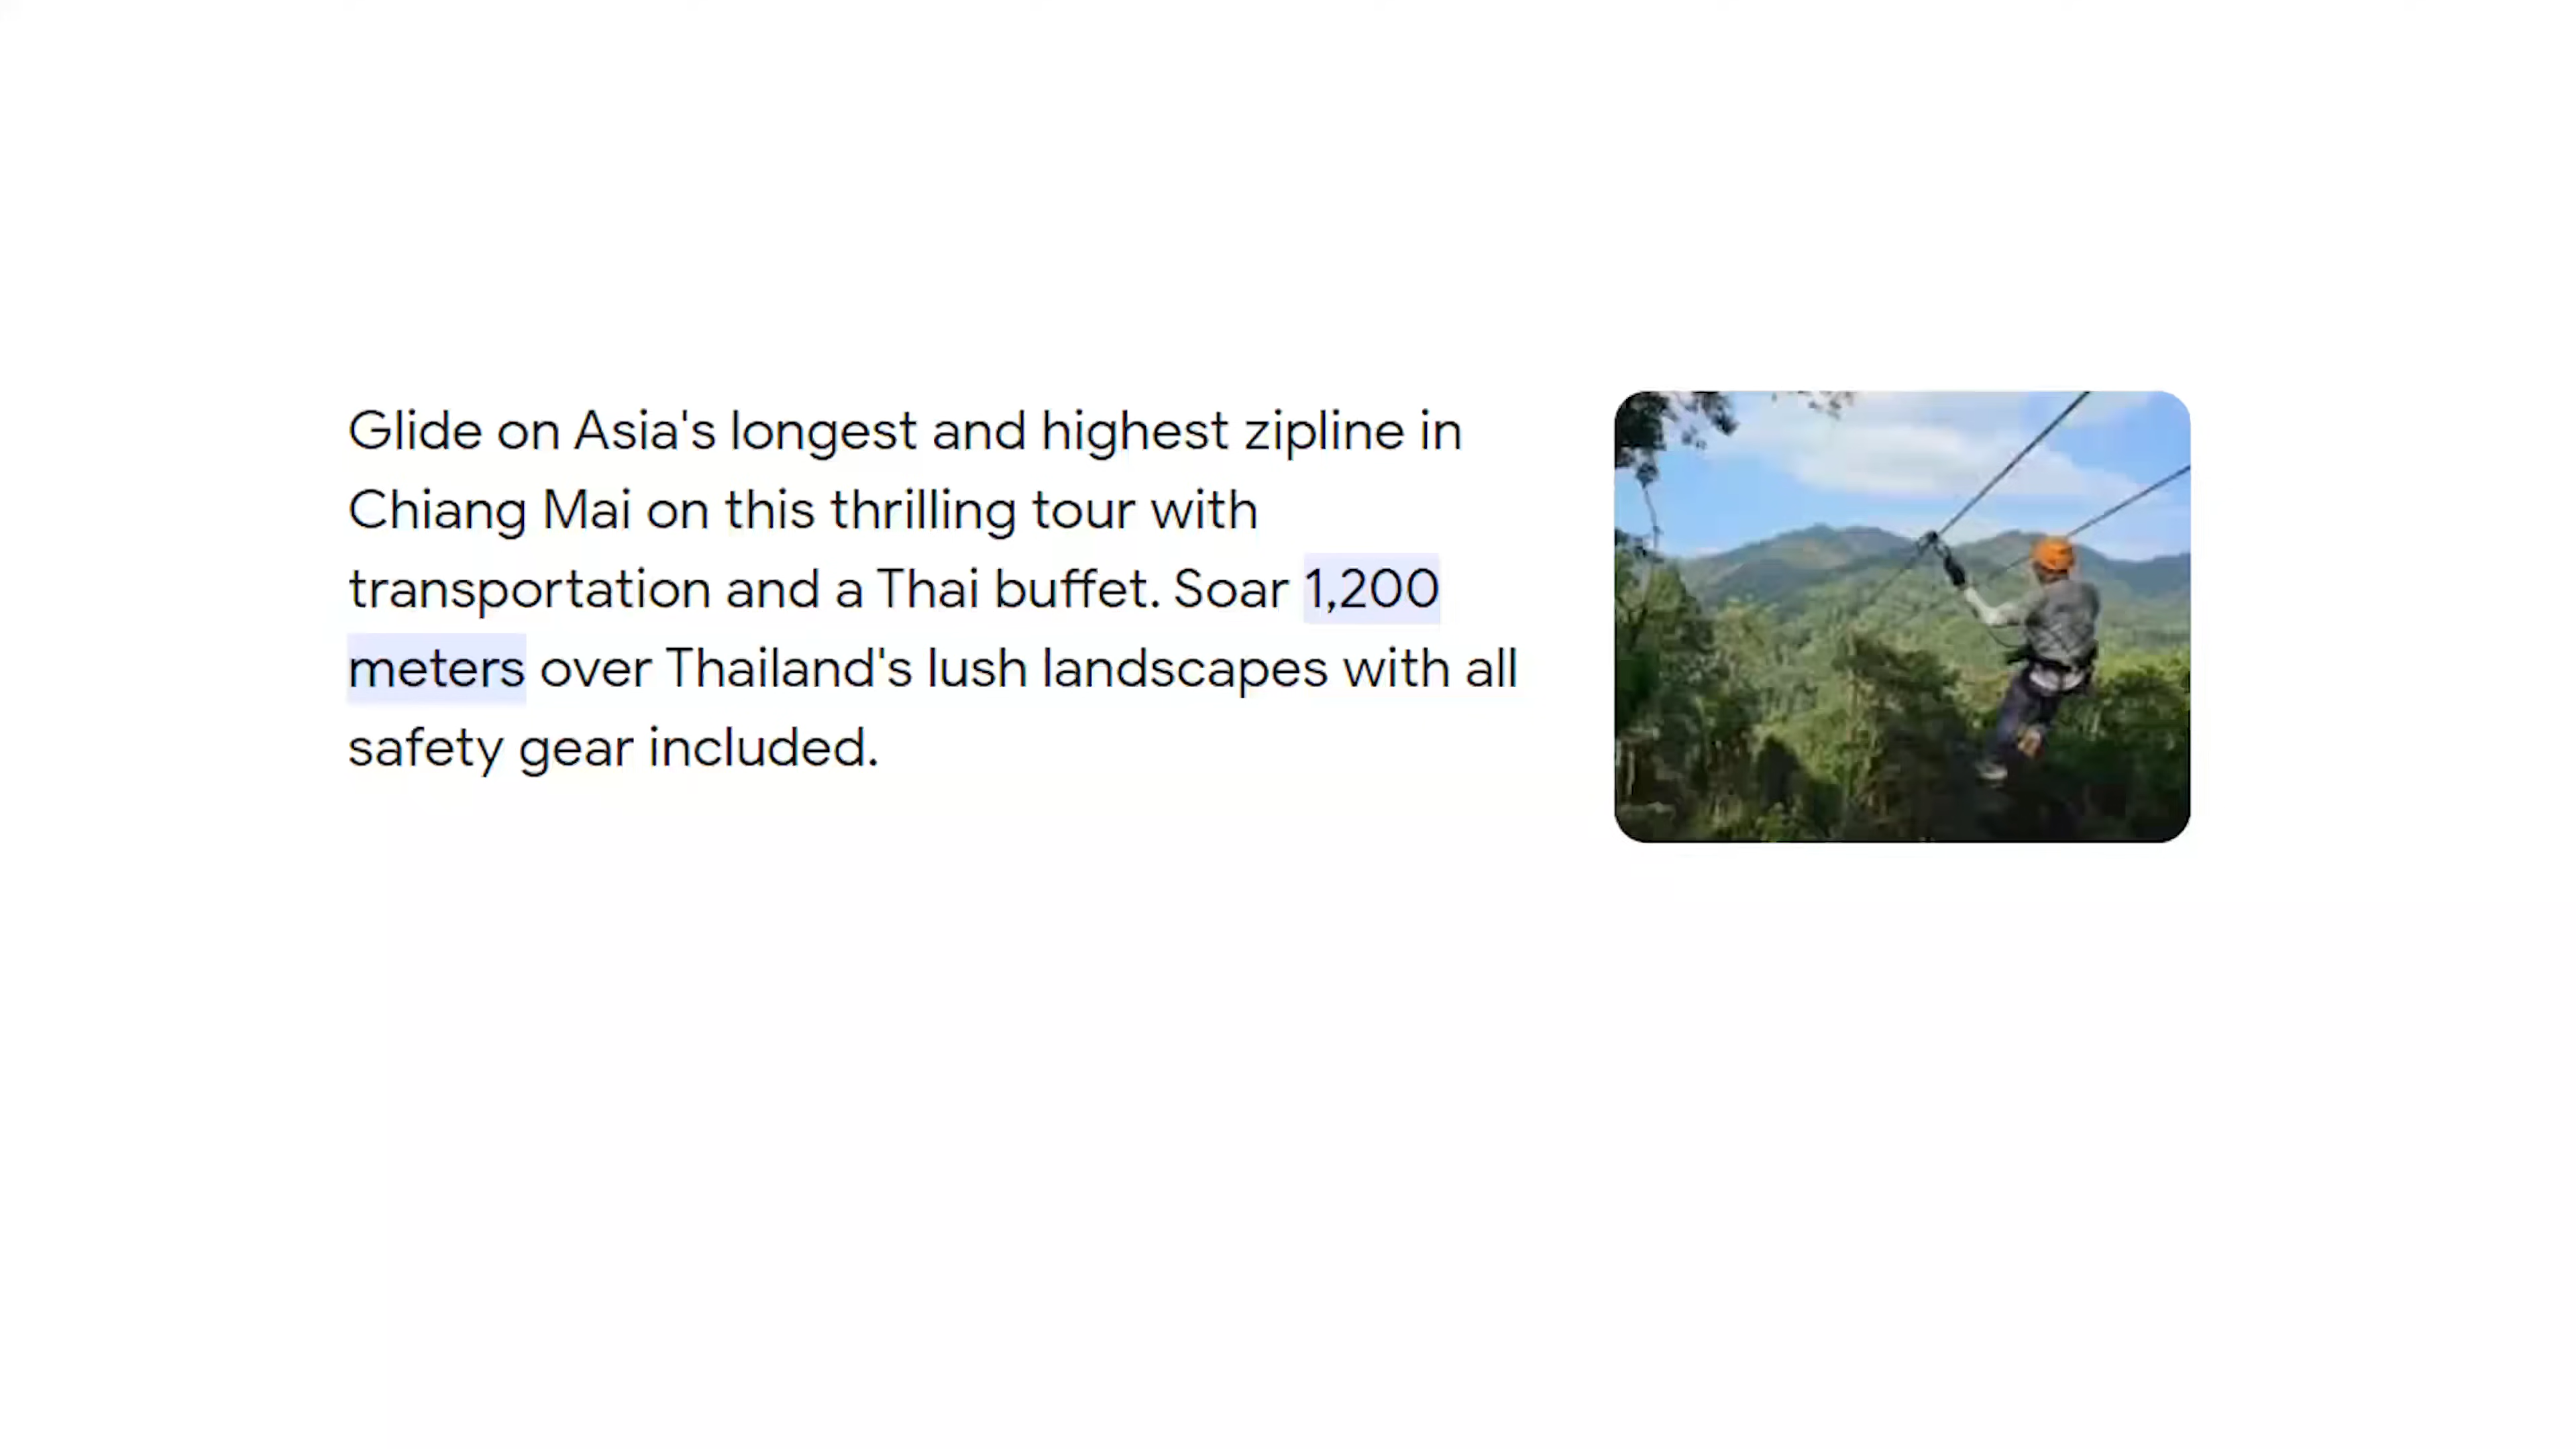 Glide on Asia's longest and highest zipline in
Chiang Mai on this thrilling tour with
transportation and a Thai buffet. Soar 1,200
meters over Thailand's lush landscapes with all
safety gear included.